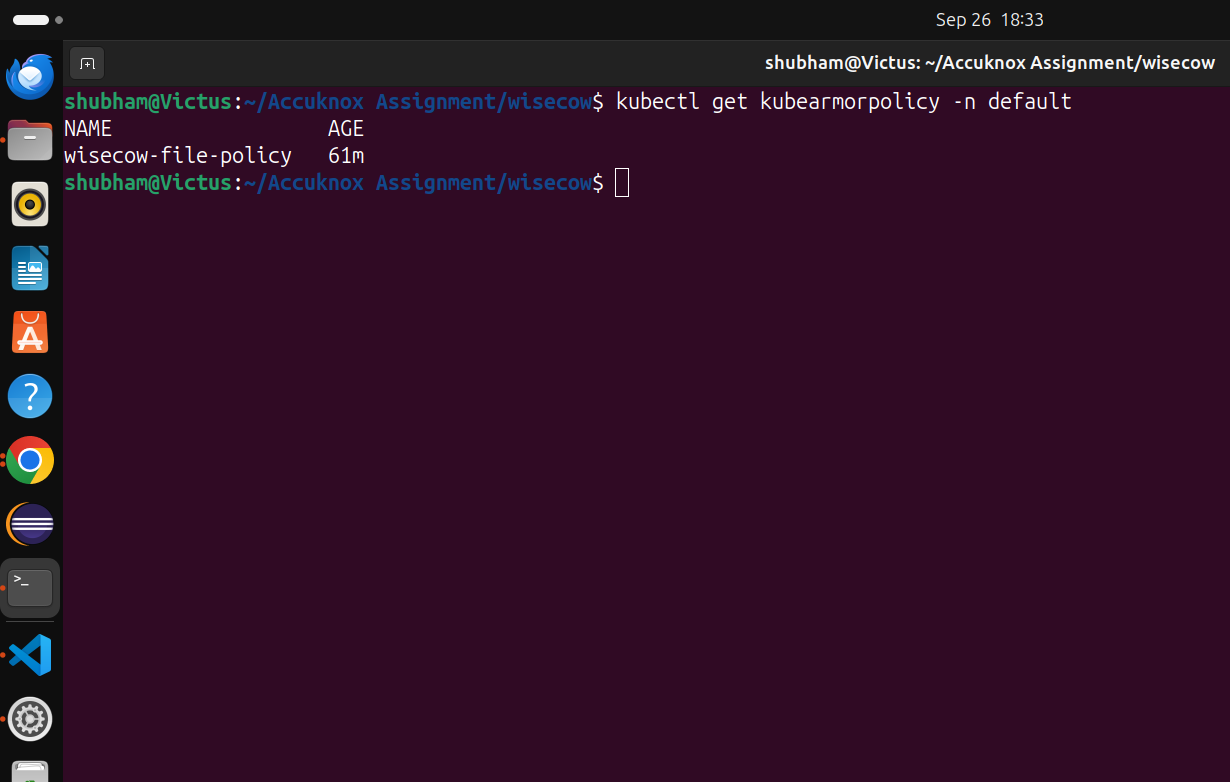 Sep 26 18:33
shubham@Victus: ~/Accuknox Assignment/wisecow
shubham@Victus:~/Accuknox Assignment/wisecow$ kubectl get kubearmorpolicy -n default
NAME                  AGE
wisecow-file-policy   61m
shubham@Victus:~/Accuknox Assignment/wisecow$